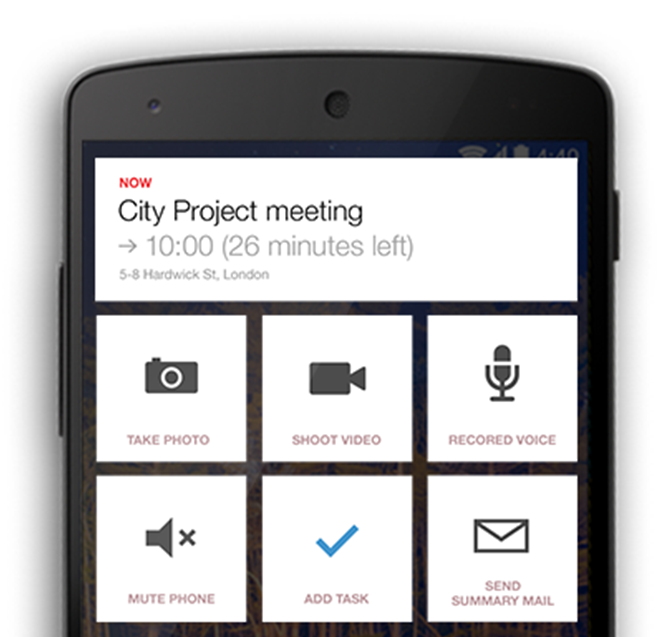 4:49
NOW
City Project meeting
→ 10:00 (26 minutes left)
5-8 Hardwick St, London
TAKE PHOTO
SHOOT VIDEO
RECORED VOICE
MUTE PHONE
ADD TASK
SEND
SUMMARY MAIL